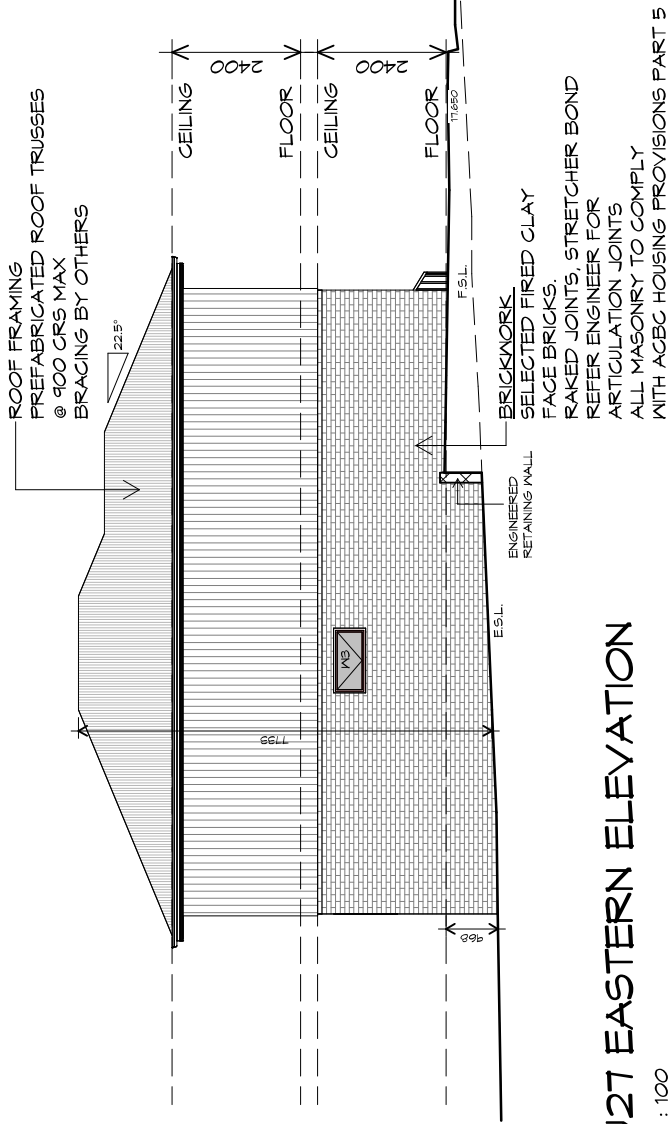 ROOF FRAMING
PREFABRICATED ROOF TRUSSES
@ 900 CRS MAX
BRACING BY OTHERS
22.5°
CEILING
2400
FLOOR
CEILING
2400
FLOOR
17.650
W3
7733
968
F.S.L.
E.S.L.
ENGINEERED
RETAINING WALL
BRICKWORK
SELECTED FIRED CLAY
FACE BRICKS.
RAKED JOINTS, STRETCHER BOND
REFER ENGINEER FOR
ARTICULATION JOINTS
ALL MASONRY TO COMPLY
WITH ACBC HOUSING PROVISIONS PART 5
EASTERN ELEVATION
: 100